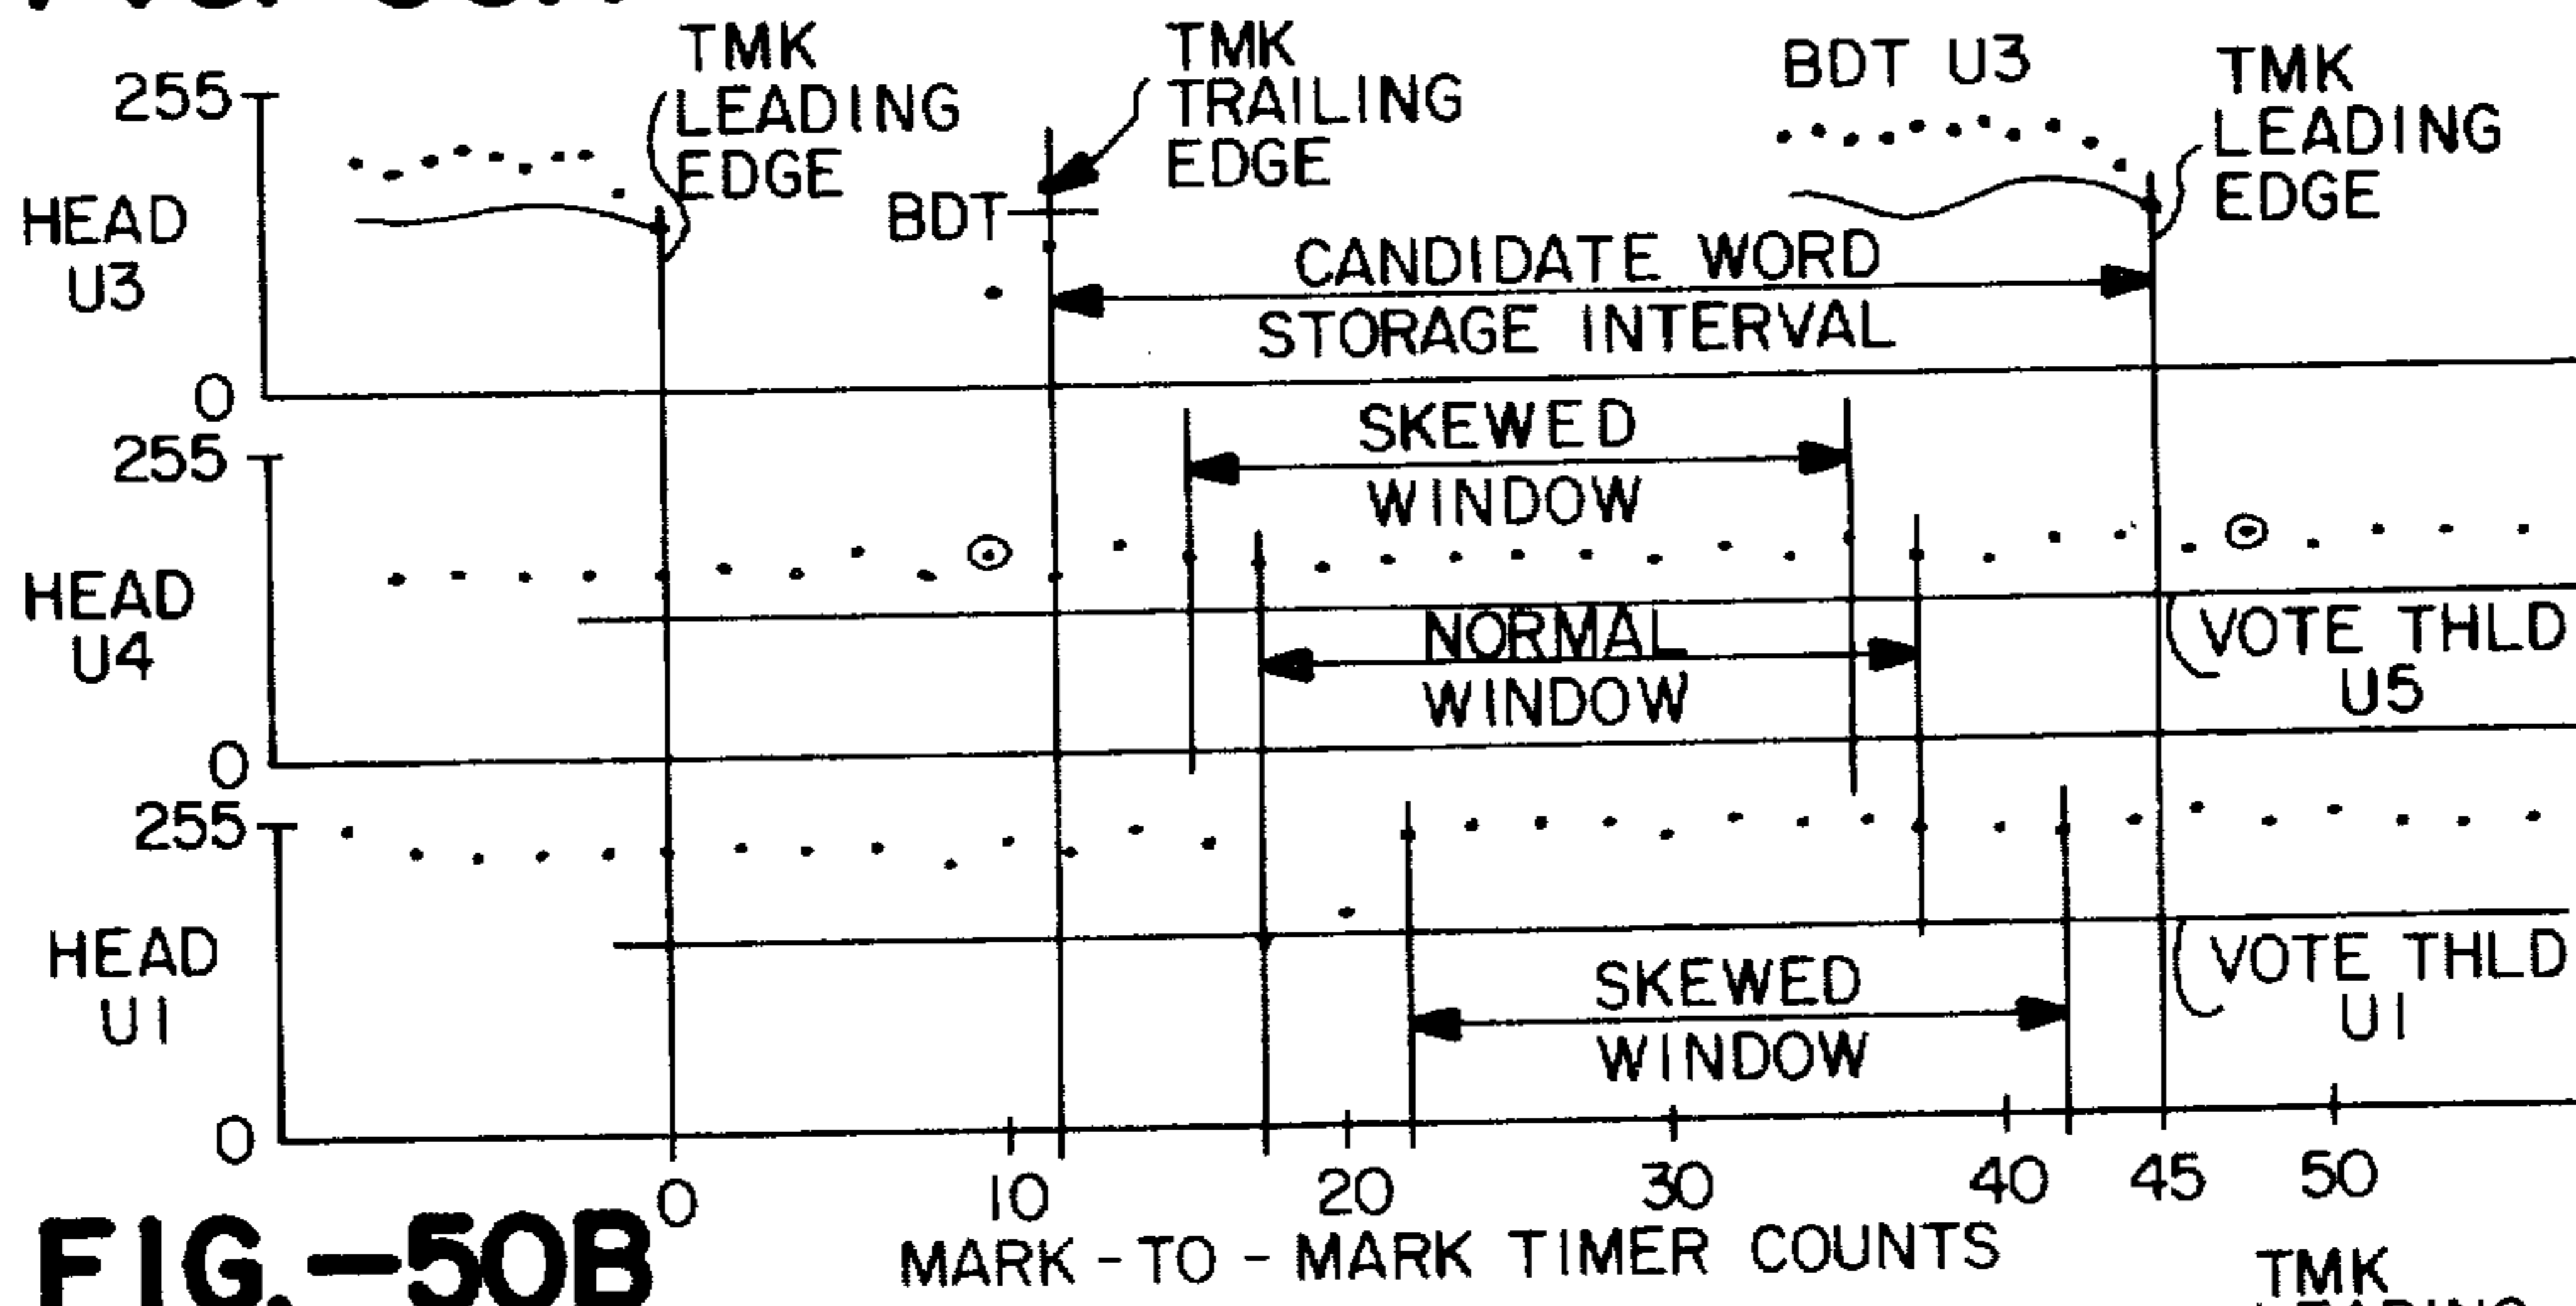 TMK
LEADING
EDGE
TMK
TRAILING
EDGE
BDT U3
TMK
LEADING
EDGE
255
HEAD
U3
BDT
CANDIDATE WORD
STORAGE INTERVAL
0
255
SKEWED
WINDOW
HEAD
U4
NORMAL
WINDOW
VOTE THLD
U5
0
255
HEAD
U1
SKEWED
WINDOW
VOTE THLD
U1
0
0 10 20 30 40 45 50
MARK-TO-MARK TIMER COUNTS
FIG.-50B
TMK